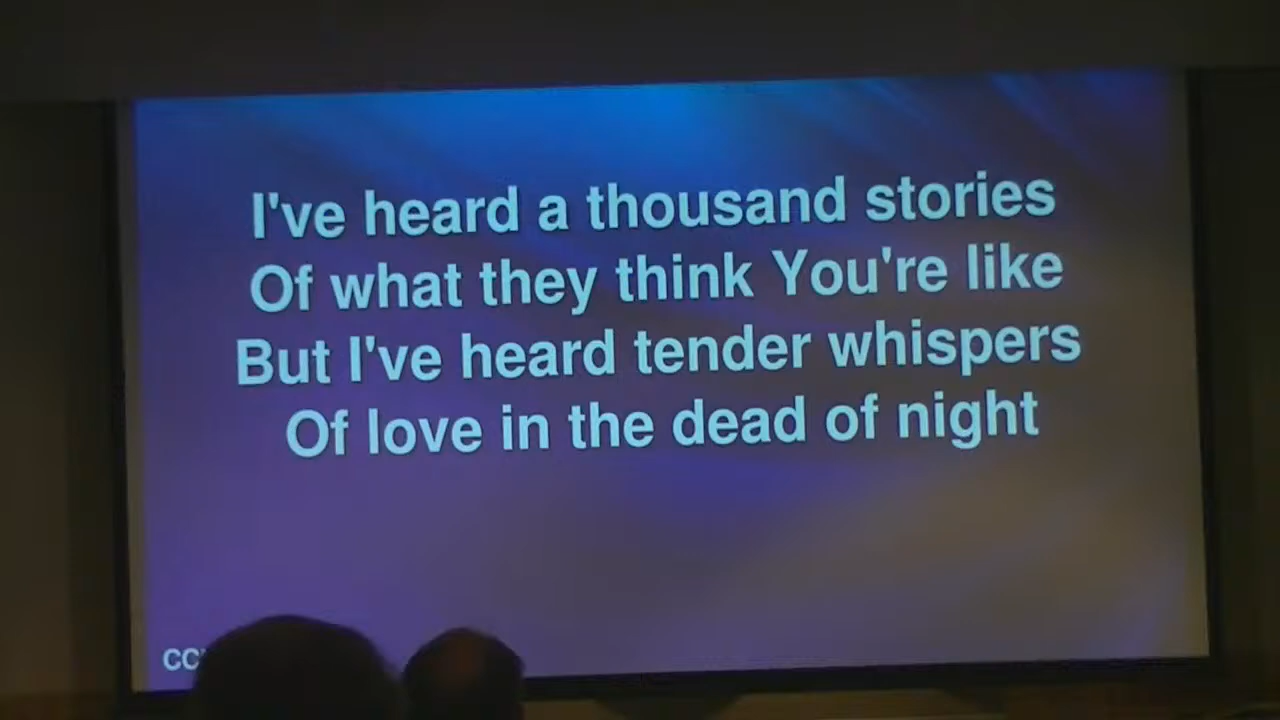 I've heard a thousand stories
Of what they think You're like
But I've heard tender whispers
Of love in the dead of night